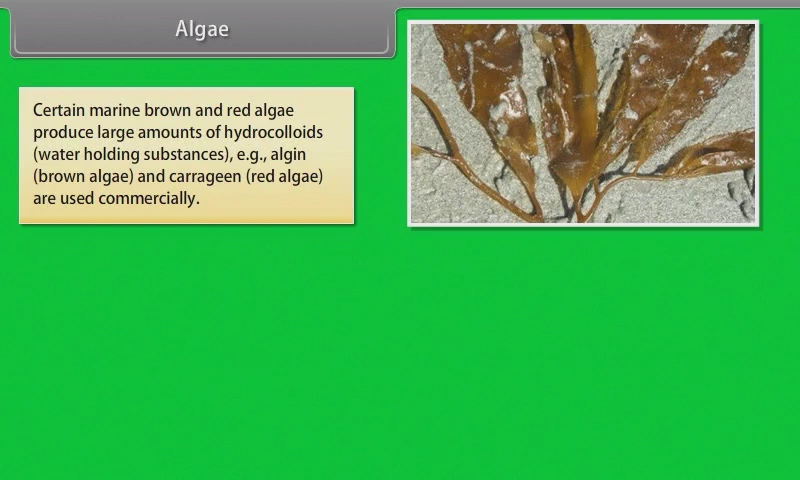 Algae
Certain marine brown and red algae
produce large amounts of hydrocolloids
(water holding substances), e.g., algin
(brown algae) and carrageen (red algae)
are used commercially.